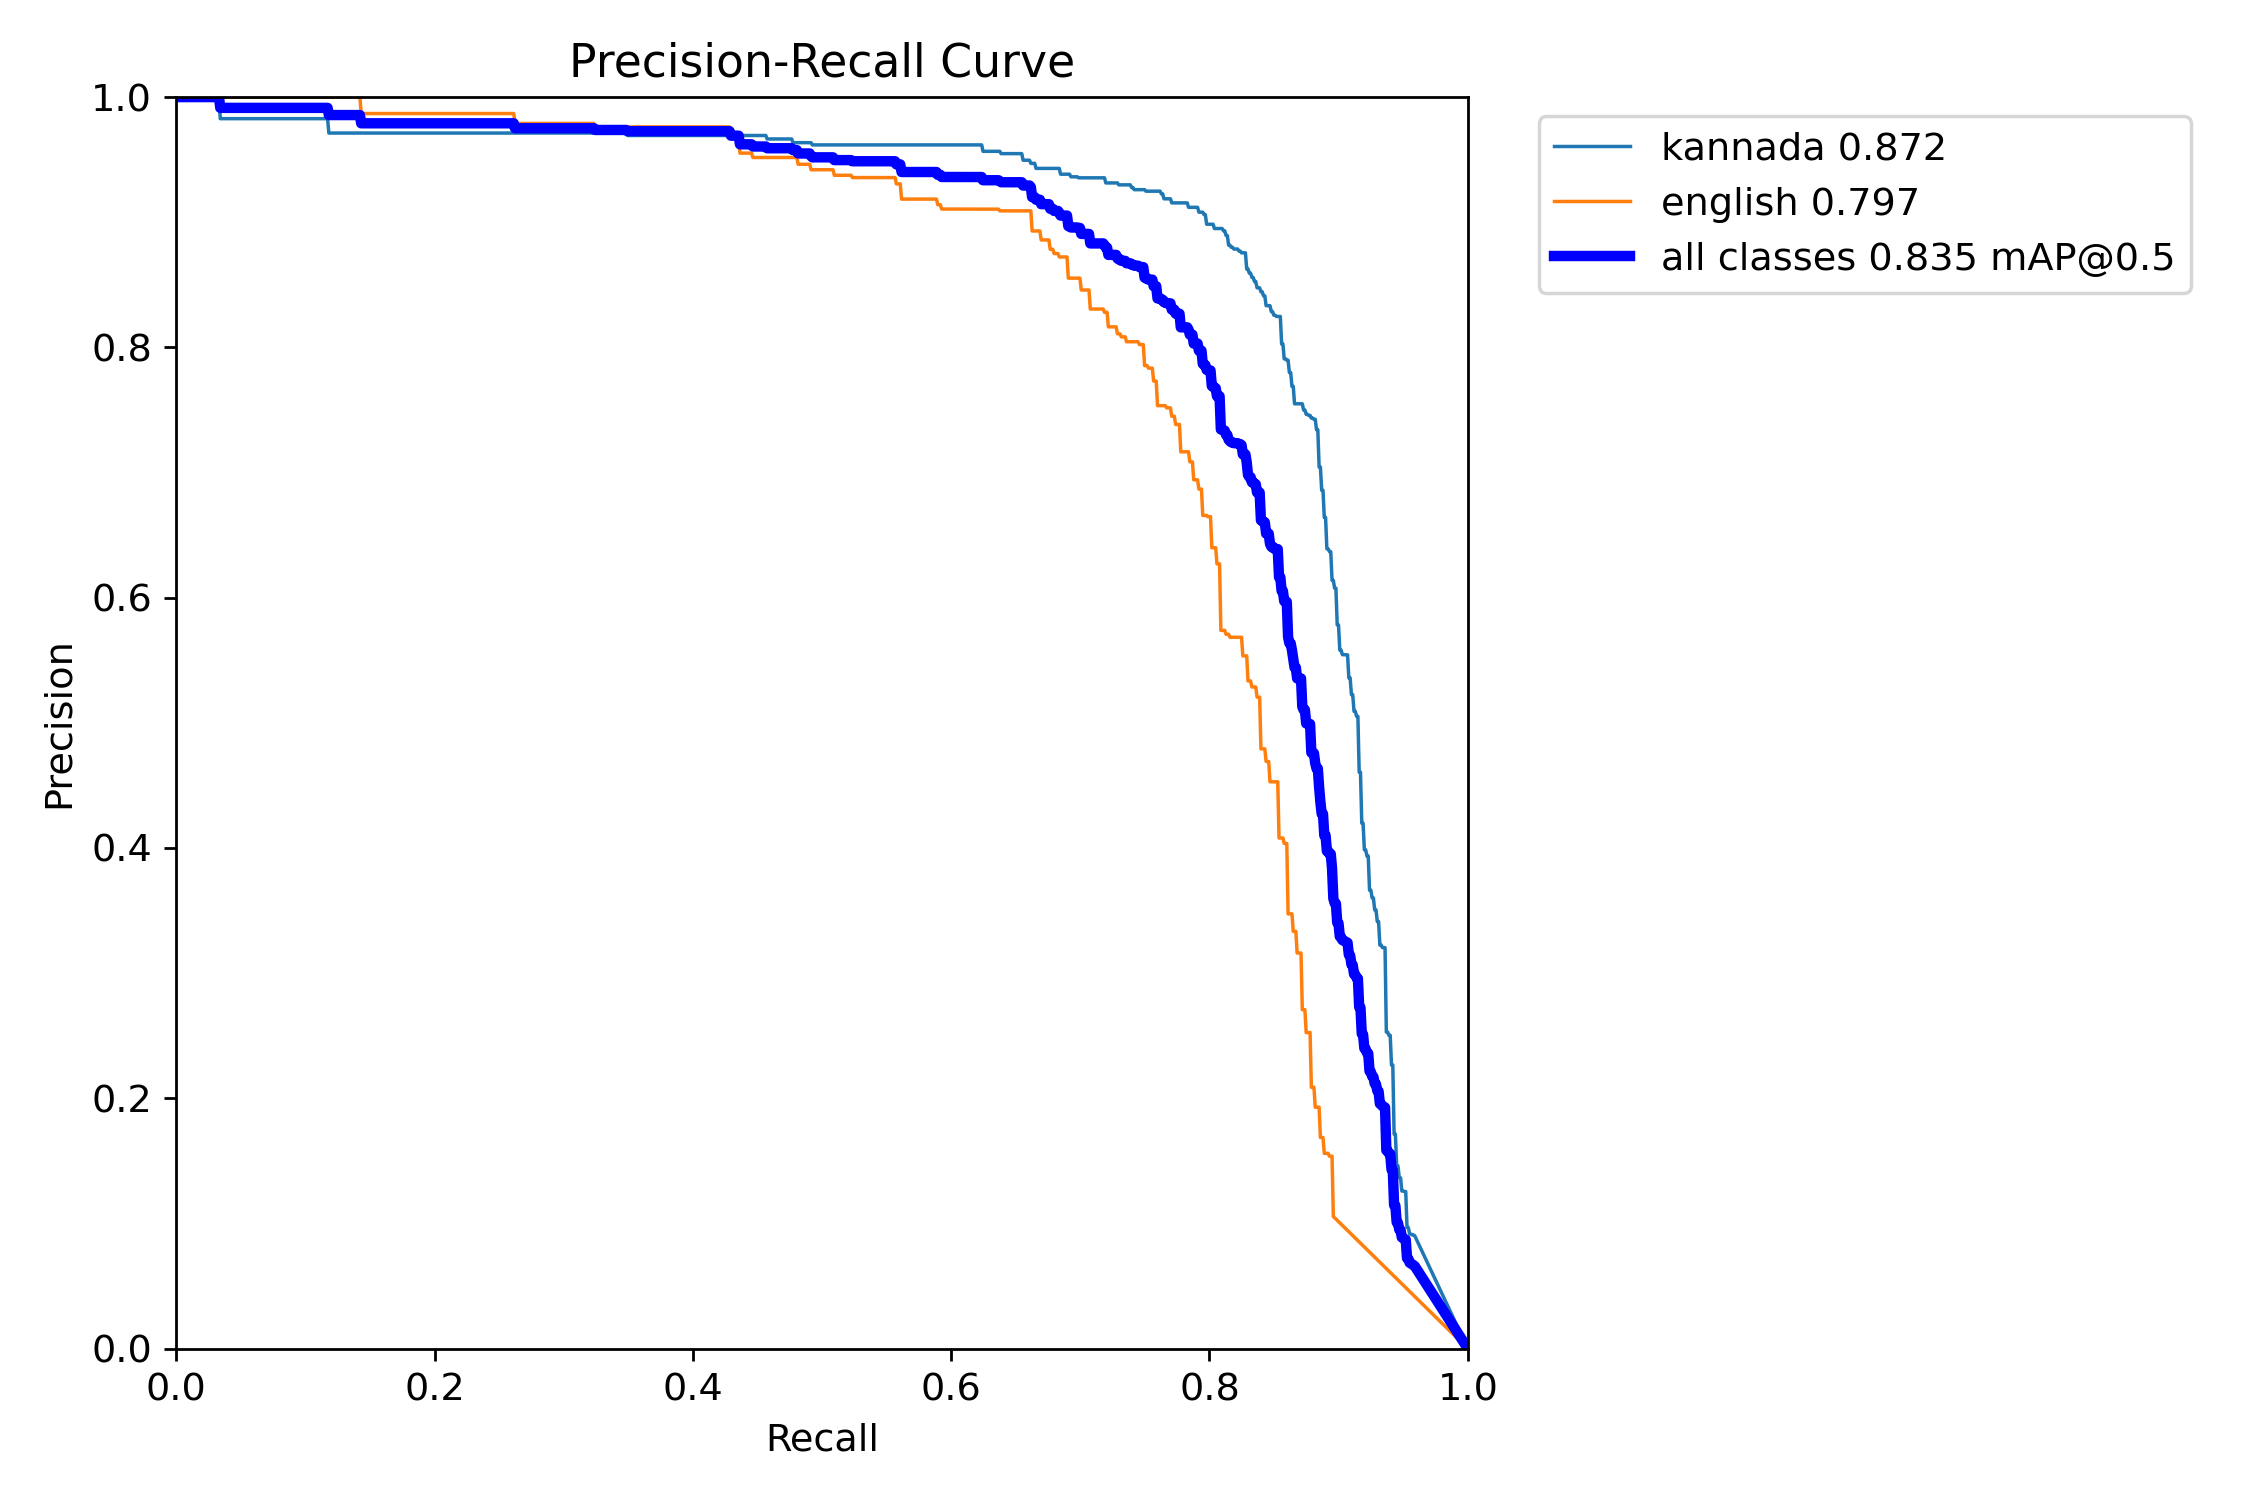 Precision-Recall Curve
1.0
0.8
0.6
0.4
0.2
0.0
Precision
0.0 0.2 0.4 0.6 0.8 1.0
Recall
kannada 0.872
english 0.797
all classes 0.835 mAP@0.5